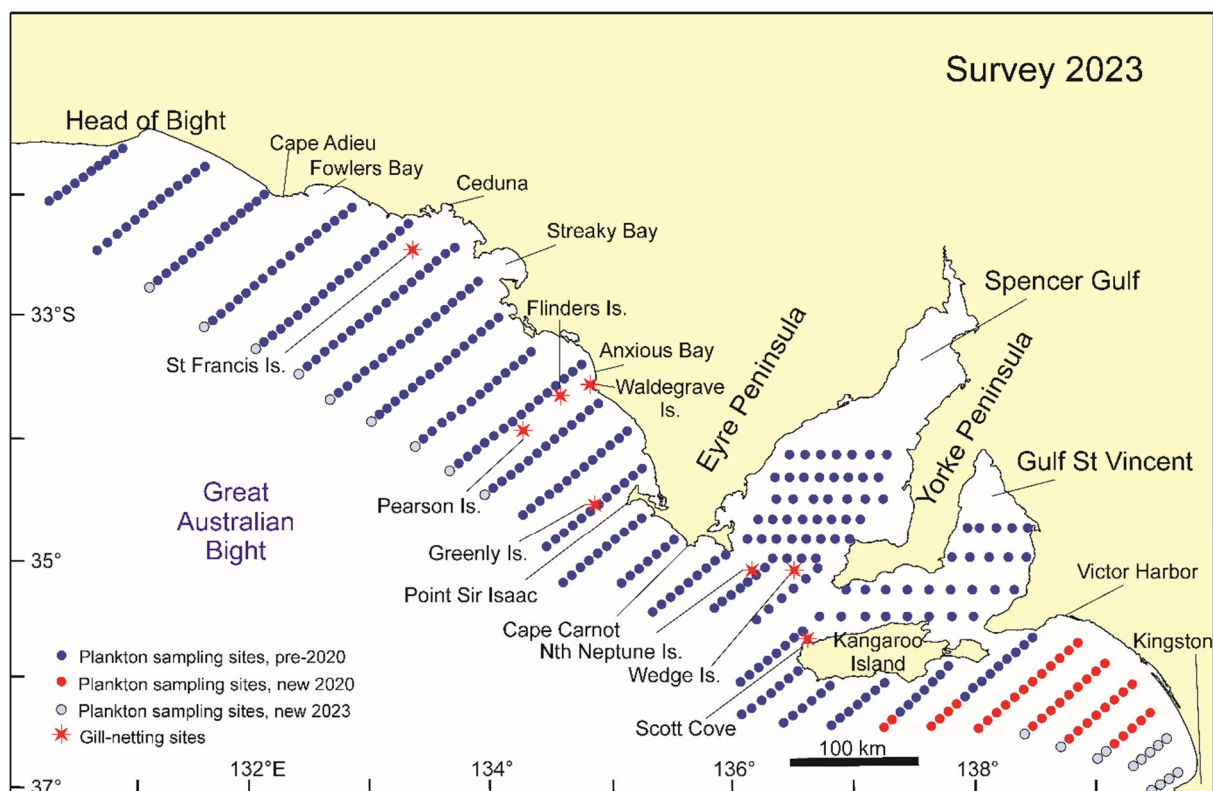 Survey 2023
Head of Bight
Cape Adieu
Fowlers Bay
Ceduna
Streaky Bay
Spencer Gulf
33°S
Flinders Is.
St Francis Is.
Anxious Bay
Waldegrave
Is.
Eyre Peninsula
Yorke Peninsula
Gulf St Vincent
Great
Australian
Bight
Pearson Is.
Greenly Is.
35°
Point Sir Isaac
Victor Harbor
Cape Carnot
Nth Neptune Is.
Kangaroo
Island
Kingston
Wedge Is.
Scott Cove
Plankton sampling sites, pre-2020
Plankton sampling sites, new 2020
Plankton sampling sites, new 2023
Gill-netting sites
100 km
37°
132°E
134°
136°
138°